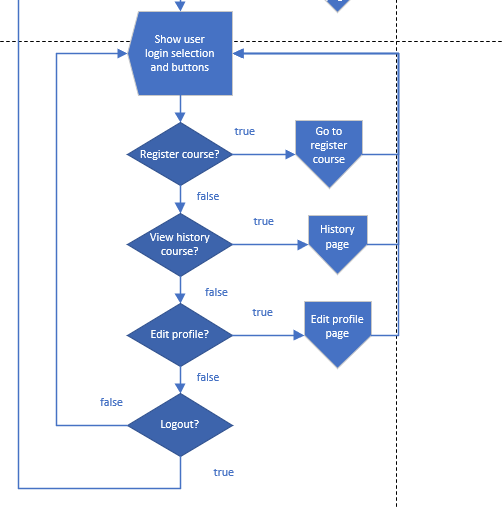 Show user
login selection
and buttons
true
Go to
register
course
Register course?
false
true
History
page
View history
course?
false
true
Edit profile
page
Edit profile?
false
false
Logout?
true